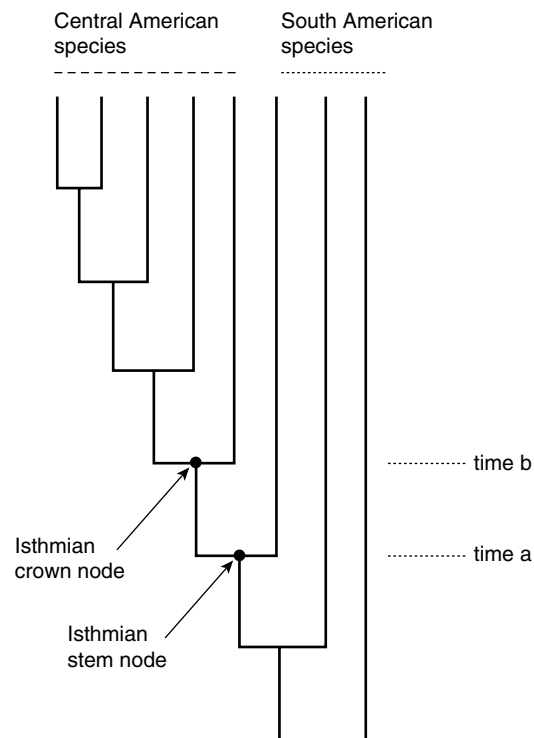 Central American
species
South American
species
time b
time a
Isthmian
crown node
Isthmian
stem node